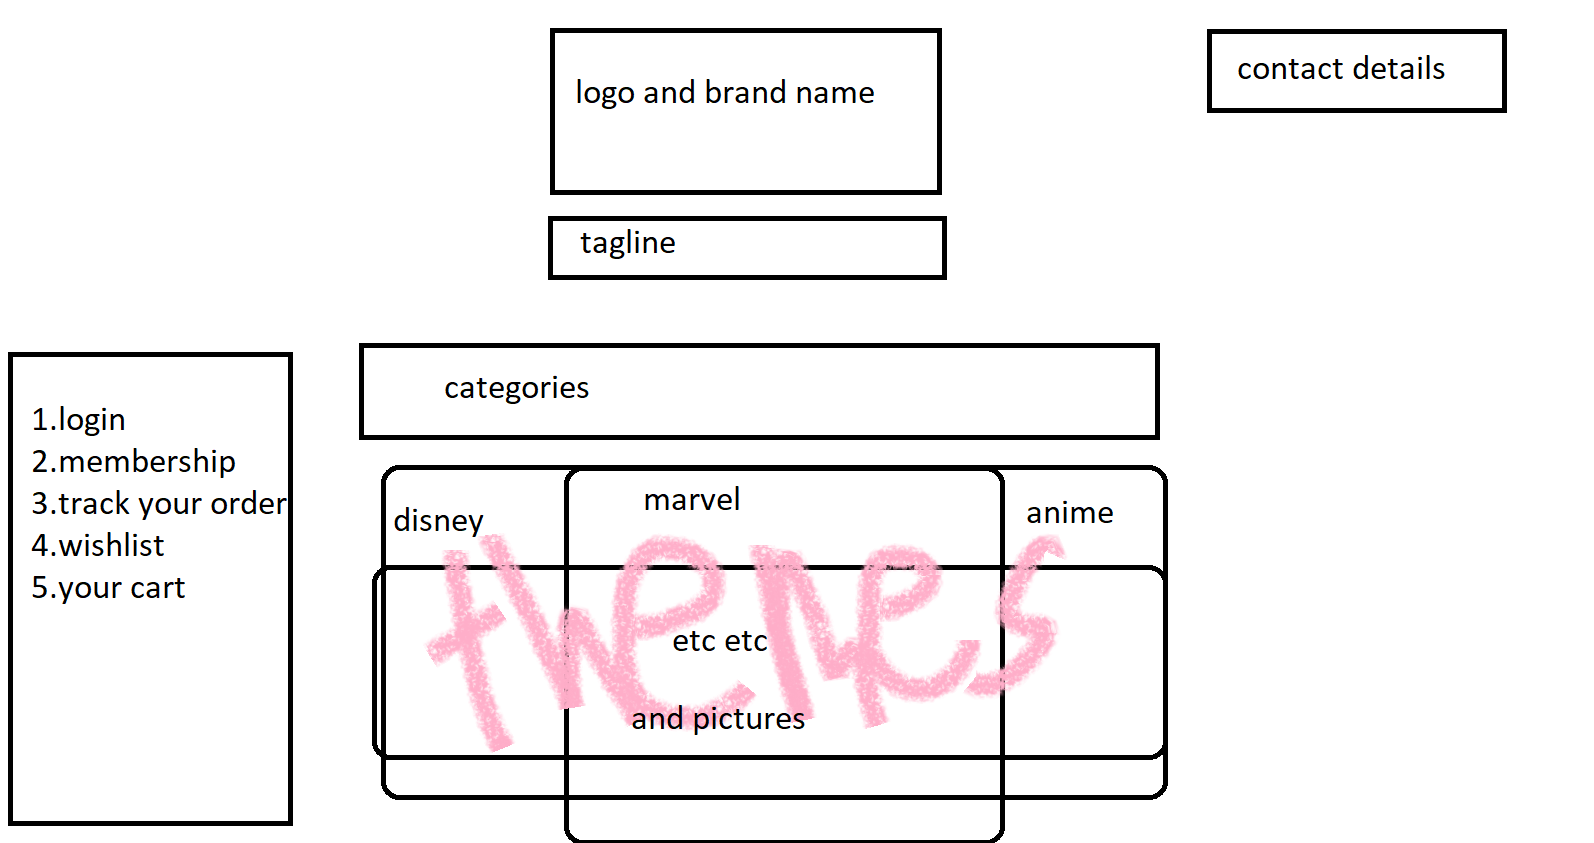 logo and brand name
contact details
tagline
categories
1.login
2.membership
3.track your order
4.wishlist
5.your cart
disney
marvel
anime
themes
etc etc
and pictures